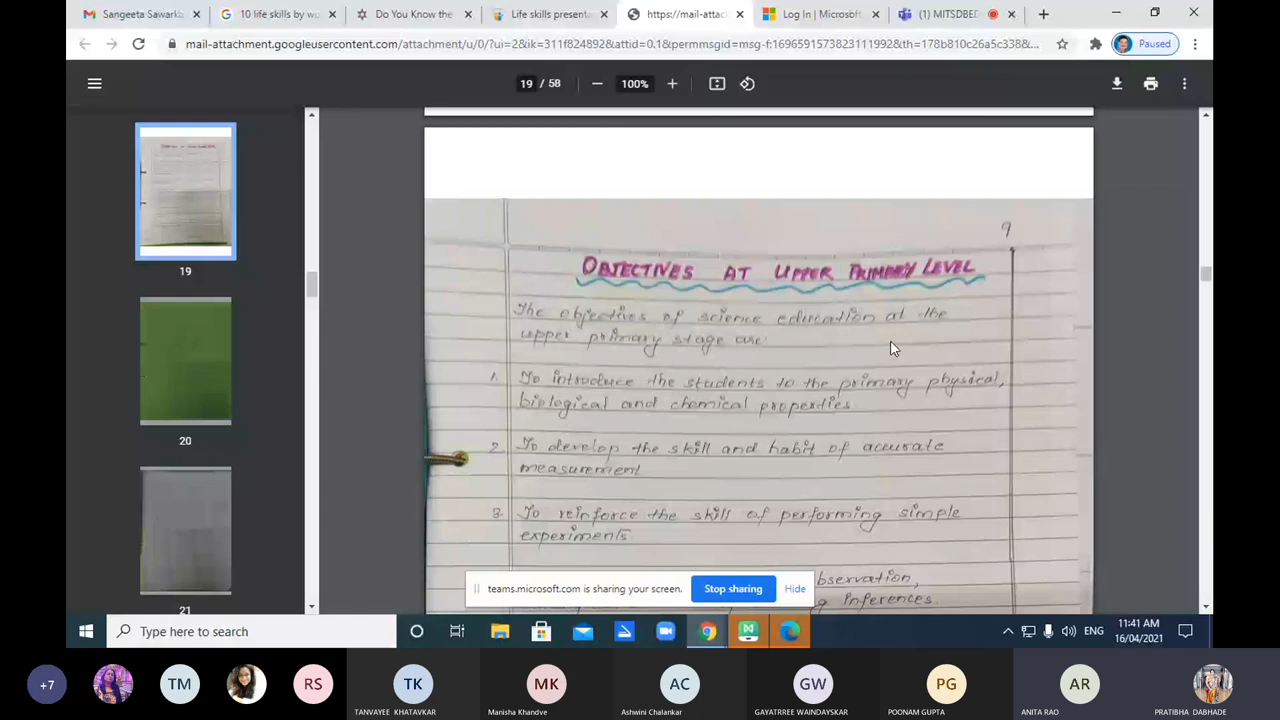 Sangeeta Sawark
10 life skills by wo
Do You Know the
Life skills presenta
https://mail-attach
Log In | Microsoft
MITSDBED
mail-attachment.googleusercontent.com/attachment/u/0/?ui=2&ik=311f824892&attid=0.1&permmsgid=msg-f:1696591573823111992&th=178b810c26a5c338&...
Paused
19 / 58
100%
19
20
21
9
OBJECTIVES AT UPPER PRIMARY LEVEL
The objectives of science education at the
upper primary stage are
1. To introduce the students to the primary physical,
biological and chemical properties.
2. To develop the skill and habit of accurate
measurement
3. To reinforce the skill of performing simple
experiments
bservation,
g inferences.
teams.microsoft.com is sharing your screen.
Stop sharing
Hide
Type here to search
ENG
11:41 AM
16/04/2021
+7
TM
RS
TK
MK
AC
GW
PG
AR
TANVAYEE KHATAVKAR
Manisha Khandve
Ashwini Chalankar
GAYATRREE WAINDAYSKAR
POONAM GUPTA
ANITA RAO
PRATIBHA DABHADE